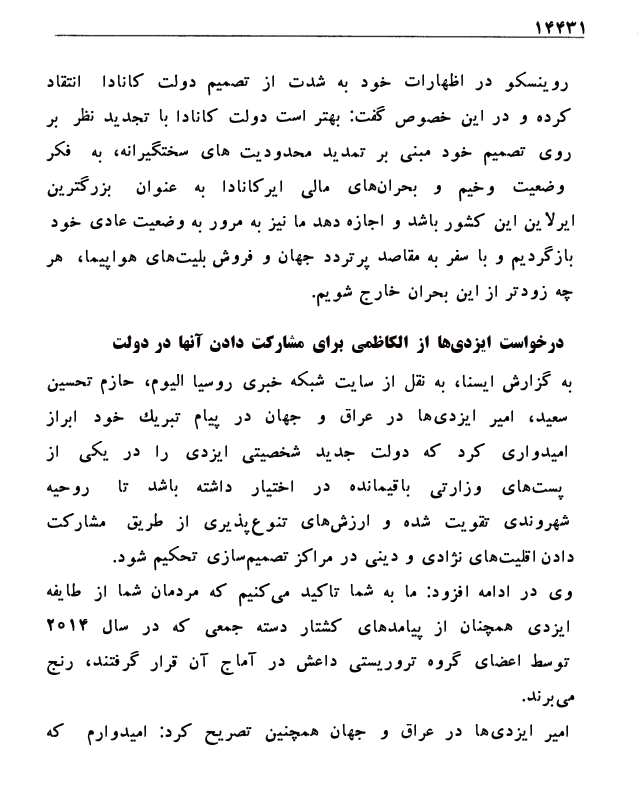 ۱۴۴۳۱
روینسکو در اظهارات خود به شدت از تصمیم دولت کانادا انتقاد
کرده و در این خصوص گفت: بهتر است دولت کانادا با تجدید نظر بر
روی تصمیم خود مبنی بر تمدید محدودیت های سختگیرانه، به فکر
وضعیت وخیم و بحران‌های مالی ایرکانادا به عنوان بزرگترین
ایرلاین این کشور باشد و اجازه دهد ما نیز به مرور به وضعیت عادی خود
بازگردیم و با سفر به مقاصد پرتردد جهان و فروش بلیت‌های هواپیما، هر
چه زودتر از این بحران خارج شویم.
درخواست ایزدی‌ها از الکاظمی برای مشارکت دادن آنها در دولت
به گزارش ایسنا، به نقل از سایت شبکه خبری روسیا الیوم، حازم تحسین
سعید، امیر ایزدی‌ها در عراق و جهان در پیام تبریك خود ابراز
امیدواری کرد که دولت جدید شخصیتی ایزدی را در یکی از
پست‌های وزارتی باقیمانده در اختیار داشته باشد تا روحیه
شهروندی تقویت شده و ارزش‌های تنوع‌پذیری از طریق مشارکت
دادن اقلیت‌های نژادی و دینی در مراکز تصمیم‌سازی تحکیم شود.
وی در ادامه افزود: ما به شما تاکید می‌کنیم که مردمان شما از طایفه
ایزدی همچنان از پیامدهای کشتار دسته جمعی که در سال ۲۰۱۴
توسط اعضای گروه تروریستی داعش در آماج آن قرار گرفتند، رنج
می‌برند.
امیر ایزدی‌ها در عراق و جهان همچنین تصریح کرد: امیدوارم که